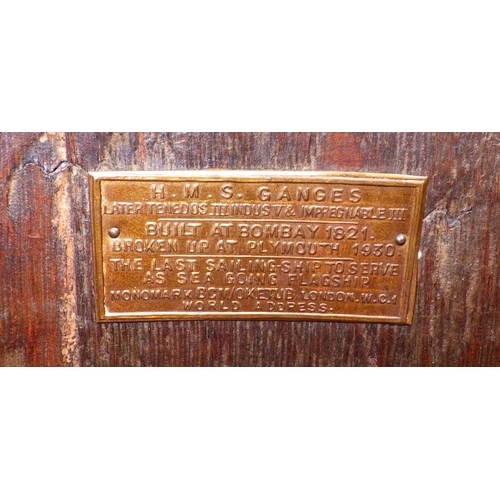 H.M.S. GANGES
LATER TENEDOS III INDUS V & IMPREGNABLE III
BUILT AT BOMBAY 1821.
BROKEN UP AT PLYMOUTH 1930.
THE LAST SAILING SHIP TO SERVE
AS SEA GOING FLAGSHIP
MONOMARK BCM/OKEXUB LONDON. W.C.1
WORLD ADDRESS.